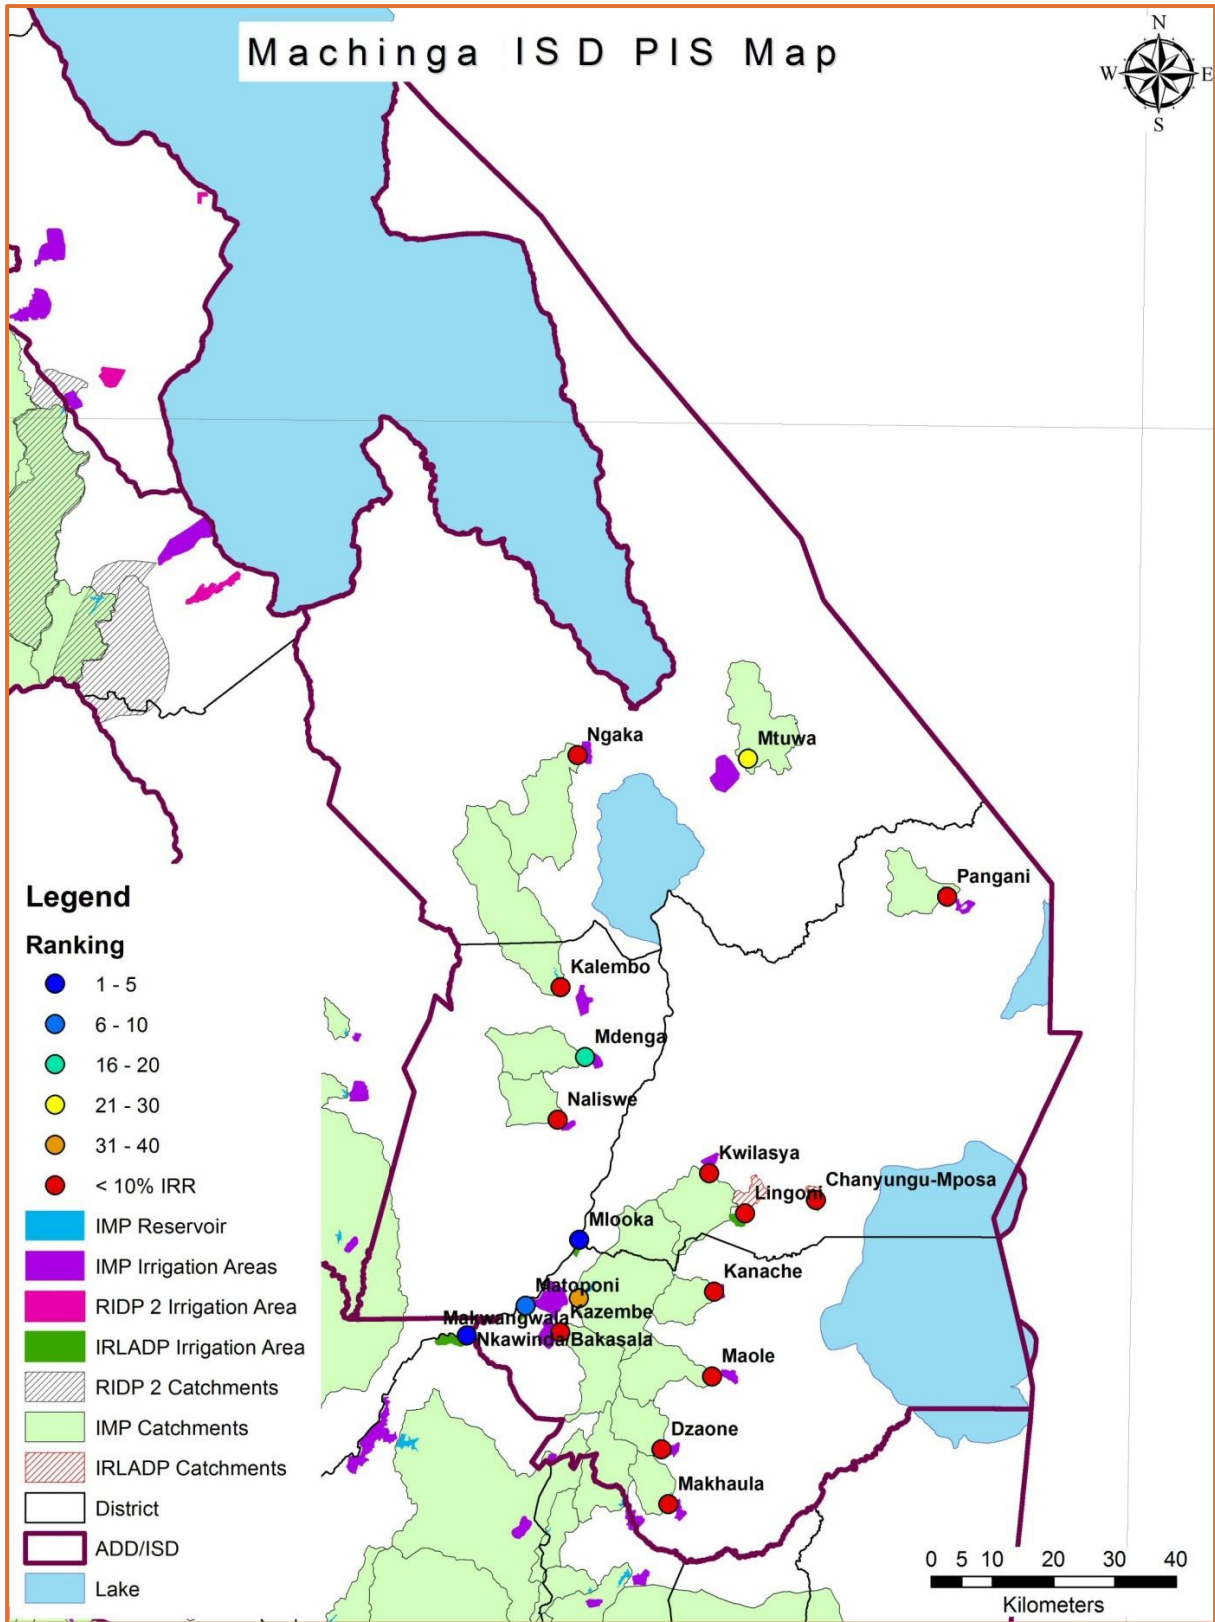 Machinga ISD PIS Map
N
W E
S
Ngaka
Mtuwa
Pangani
Kalembo
Mdenga
Naliswe
Kwilasya
Lingoni
Chanyungu-Mposa
Mlooka
Kanache
Matoponi
Kazembe
Makwangwala
Nkawinda/Bakasala
Maole
Dzaone
Makhaula
Legend
Ranking
1 - 5
6 - 10
16 - 20
21 - 30
31 - 40
< 10% IRR
IMP Reservoir
IMP Irrigation Areas
RIDP 2 Irrigation Area
IRLADP Irrigation Area
RIDP 2 Catchments
IMP Catchments
IRLADP Catchments
District
ADD/ISD
Lake
0 5 10 20 30 40
Kilometers